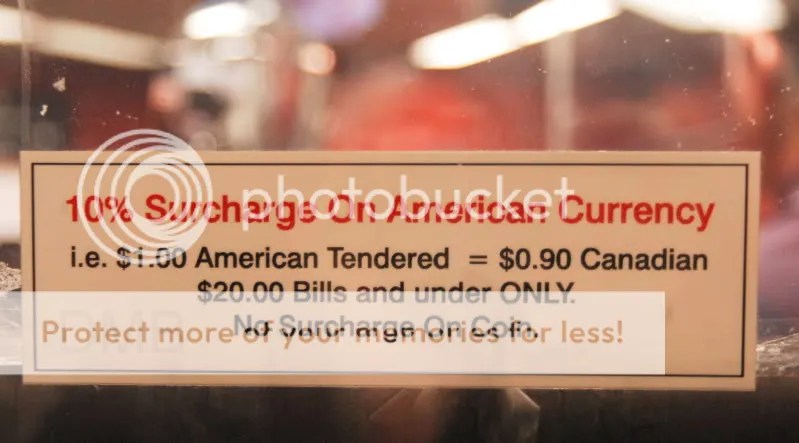 photobucket
10% Surcharge On American Currency
i.e. $1.00 American Tendered = $0.90 Canadian
$20.00 Bills and under ONLY.
No Surcharge On Coin.
Protect more of your memories for less!